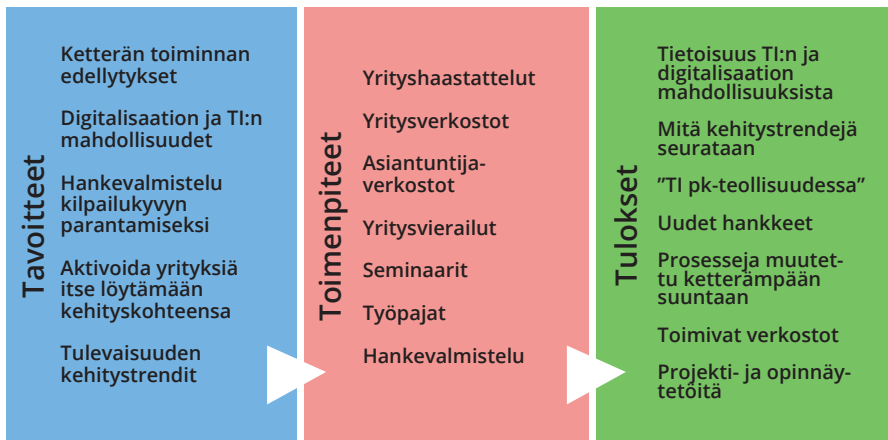 Tavoitteet
Ketterän toiminnan
edellytykset
Digitalisaation ja TI:n
mahdollisuudet
Hankevalmistelu
kilpailukyvyn
parantamiseksi
Aktivoida yrityksiä
itse löytämään
kehityskohteensa
Tulevaisuuden
kehitystrendit
Toimenpiteet
Yrityshaastattelut
Yritysverkostot
Asiantuntija-
verkostot
Yritysvierailut
Seminaarit
Työpajat
Hankevalmistelu
Tulokset
Tietoisuus TI:n ja
digitalisaation
mahdollisuuksista
Mitä kehitystrendejä
seurataan
”TI pk-teollisuudessa”
Uudet hankkeet
Prosesseja muutet-
tu ketterämpään
suuntaan
Toimivat verkostot
Projekti- ja opinnäy-
tetöitä